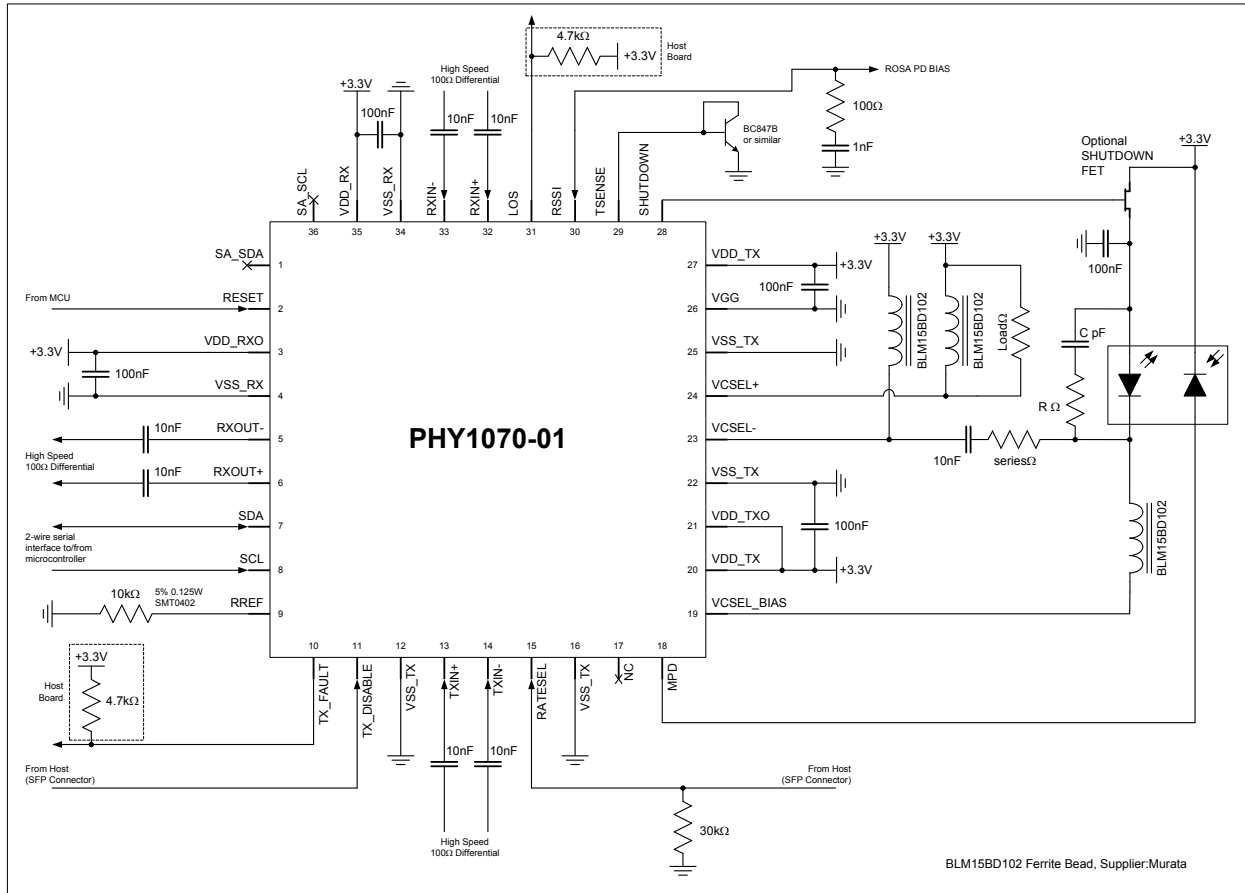 4.7kΩ
+3.3V
Host
Board
High Speed
100Ω Differential
+3.3V
100nF
10nF
10nF
ROSA PD BIAS
100Ω
1nF
BC847B
or similar
Optional
SHUTDOWN
FET
+3.3V
SA_SCL
VDD_RX
VSS_RX
RXIN-
RXIN+
LOS
RSSI
TSENSE
SHUTDOWN
36
35
34
33
32
31
30
29
28
SA_SDA
1
From MCU
RESET
2
+3.3V
VDD_RXO
3
100nF
VSS_RX
4
10nF
RXOUT-
5
High Speed
100Ω Differential
10nF
RXOUT+
6
SDA
7
2-wire serial
interface to/from
microcontroller
SCL
8
10kΩ
5% 0.125W
SMT0402
RREF
9
PHY1070-01
27
VDD_TX
+3.3V
100nF
26
VGG
25
VSS_TX
24
VCSEL+
23
VCSEL-
22
VSS_TX
21
VDD_TXO
100nF
20
VDD_TX
+3.3V
19
VCSEL_BIAS
+3.3V
+3.3V
BLM15BD102
BLM15BD102
LoadΩ
100nF
C pF
R Ω
10nF
seriesΩ
BLM15BD102
10
11
12
13
14
15
16
17
18
TX_FAULT
TX_DISABLE
VSS_TX
TXIN+
TXIN-
RATESEL
VSS_TX
NC
MPD
+3.3V
Host
Board
4.7kΩ
From Host
(SFP Connector)
10nF
10nF
High Speed
100Ω Differential
From Host
(SFP Connector)
30kΩ
BLM15BD102 Ferrite Bead, Supplier:Murata